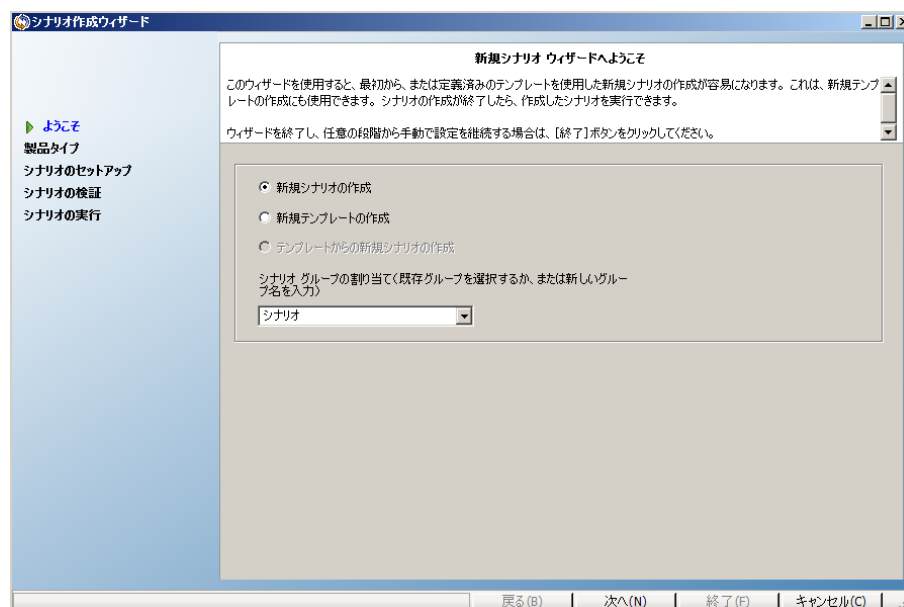 シナリオ作成ウィザード
新規シナリオ ウィザードへようこそ
このウィザードを使用すると、最初から、または定義済みのテンプレートを使用した新規シナリオの作成が容易になります。これは、新規テンプ
レートの作成にも使用できます。シナリオの作成が終了したら、作成したシナリオを実行できます。
ウィザードを終了し、任意の段階から手動で設定を継続する場合は、[終了]ボタンをクリックしてください。
ようこそ
製品タイプ
シナリオのセットアップ
シナリオの検証
シナリオの実行
新規シナリオの作成
新規テンプレートの作成
テンプレートからの新規シナリオの作成
シナリオ グループの割り当て(既存グループを選択するか、または新しいグルー
プ名を入力)
シナリオ
戻る(B)
次へ(N)
終了(F)
キャンセル(C)